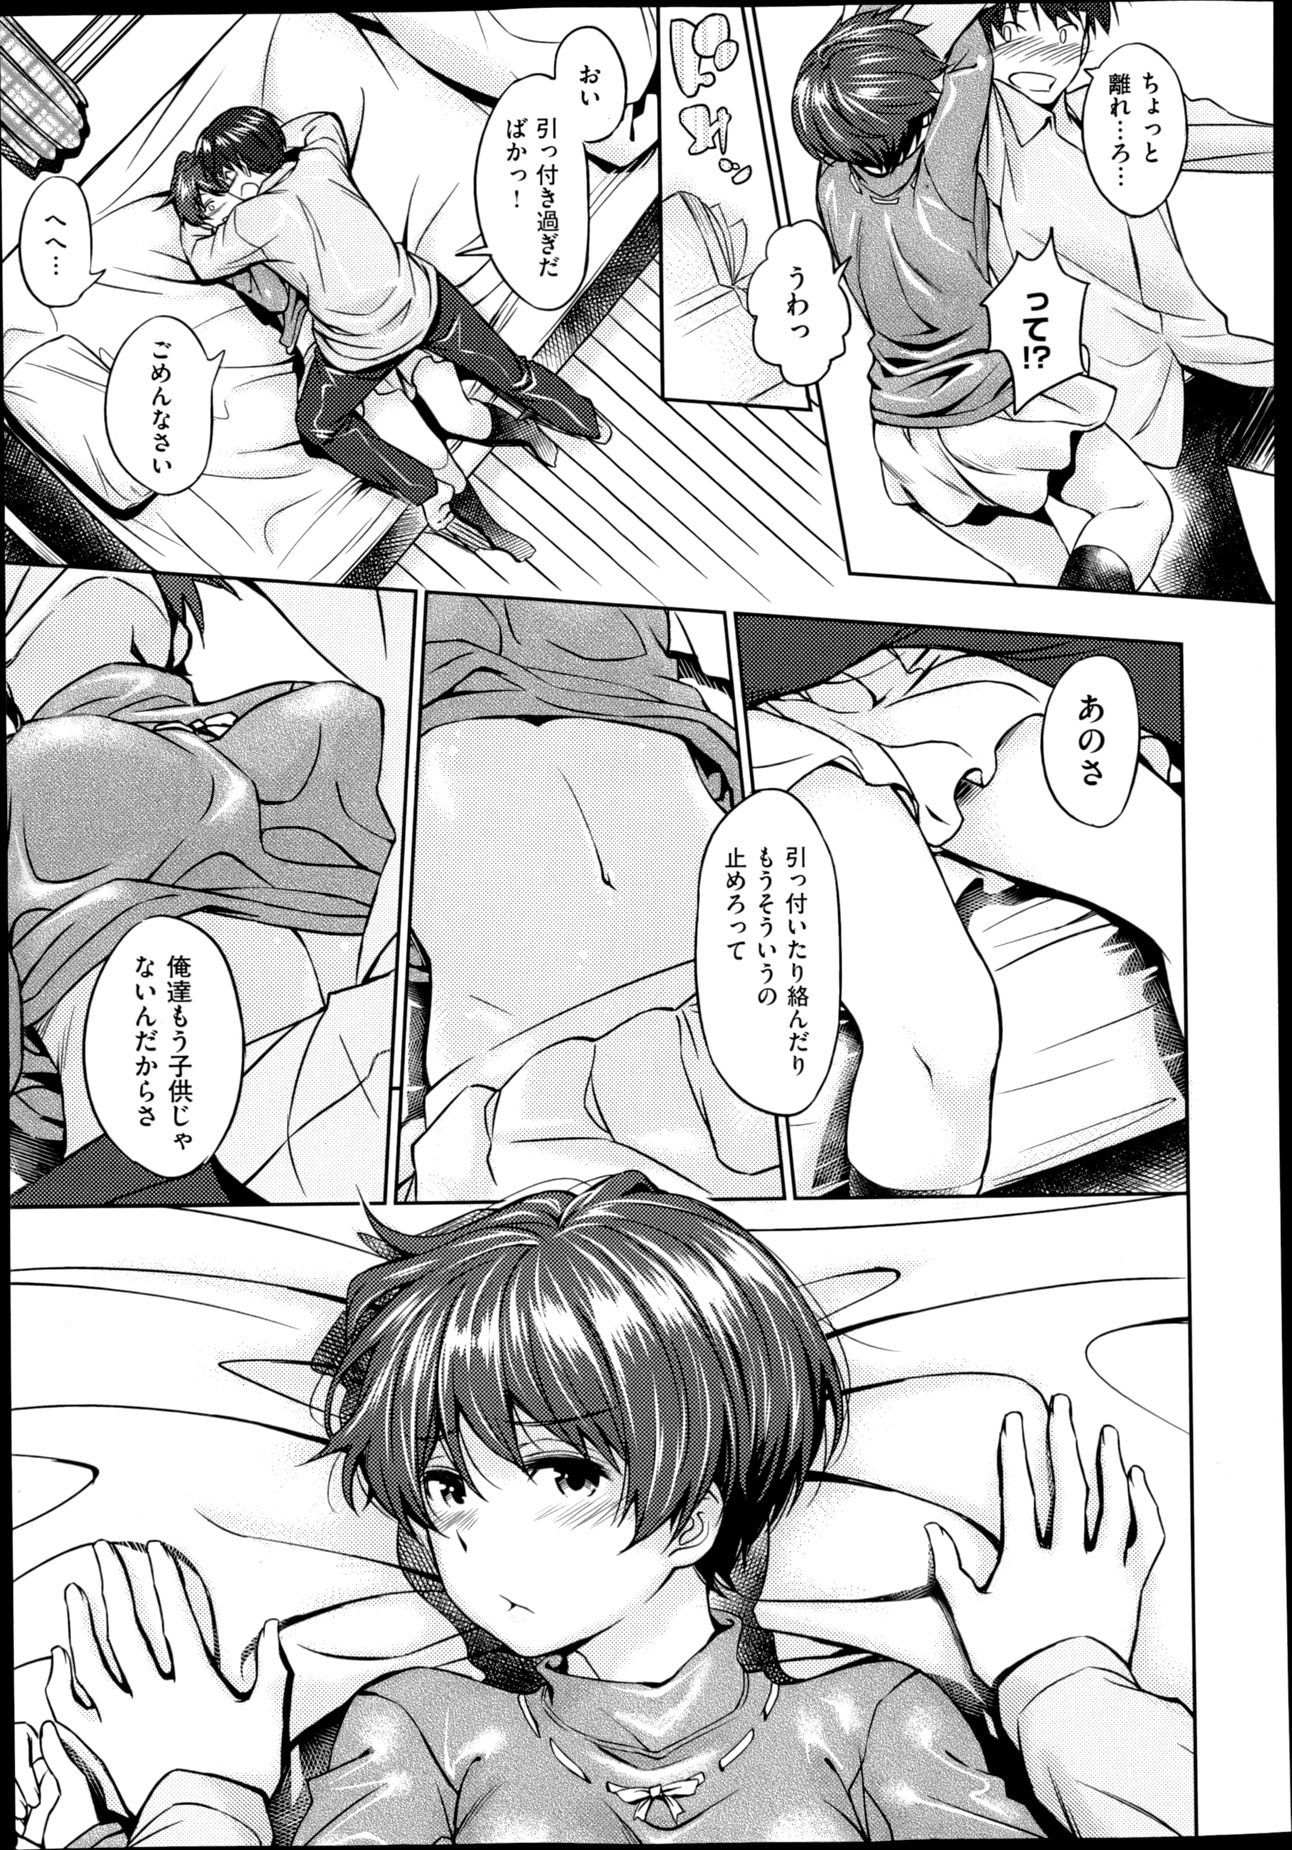 ちょっと
離れ…ろ…
って!?
うわっ
ドサッ
おい
引っ付き過ぎだ
ばかっ!
へへ…
ごめんなさい
あのさ
引っ付いたり絡んだり
もうそういうの
止めろって
俺達もう子供じゃ
ないんだからさ